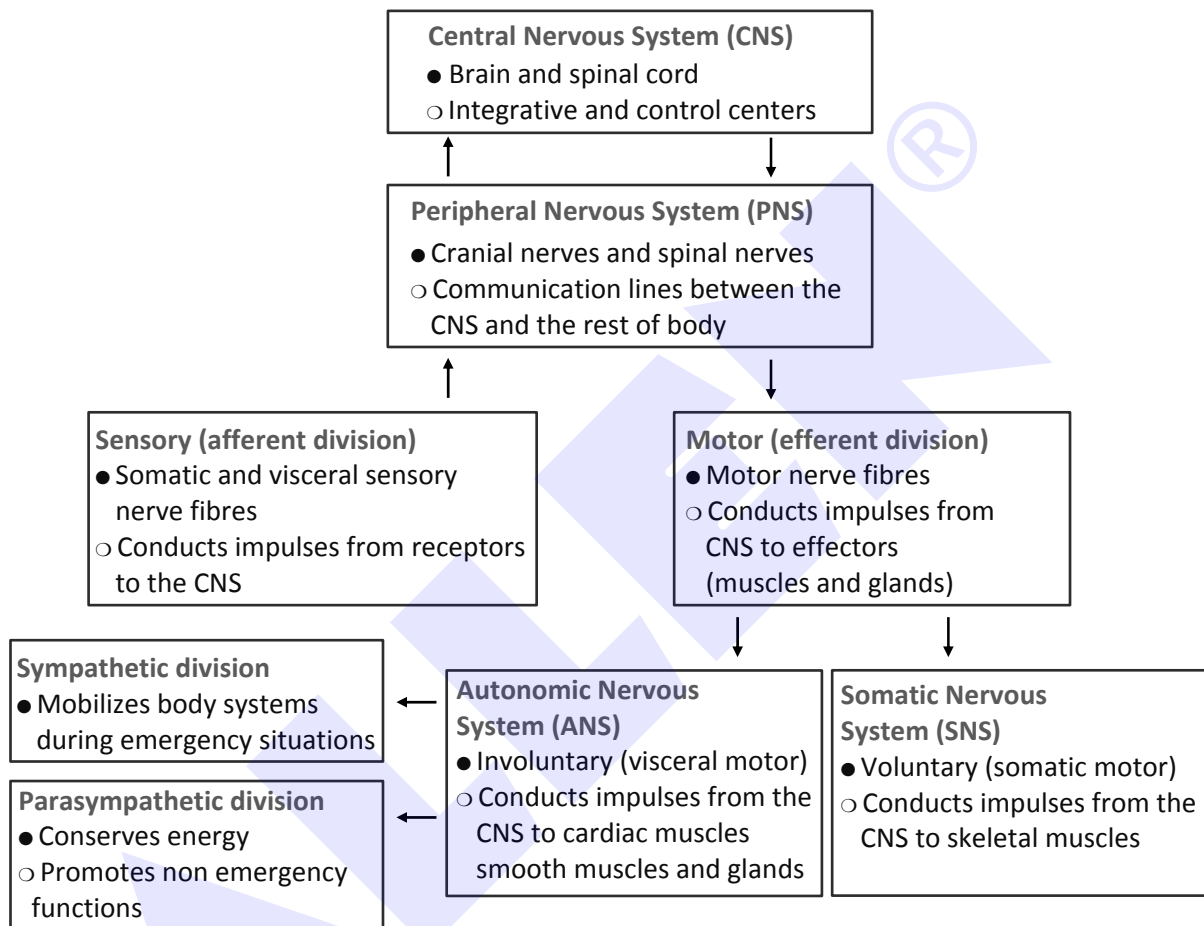 Central Nervous System (CNS)
● Brain and spinal cord
❍ Integrative and control centers
Peripheral Nervous System (PNS)
● Cranial nerves and spinal nerves
❍ Communication lines between the
CNS and the rest of body
Sensory (afferent division)
● Somatic and visceral sensory
nerve fibres
❍ Conducts impulses from receptors
to the CNS
Motor (efferent division)
● Motor nerve fibres
❍ Conducts impulses from
CNS to effectors
(muscles and glands)
Sympathetic division
● Mobilizes body systems
during emergency situations
Parasympathetic division
● Conserves energy
❍ Promotes non emergency
functions
Autonomic Nervous
System (ANS)
● Involuntary (visceral motor)
❍ Conducts impulses from the
CNS to cardiac muscles
smooth muscles and glands
Somatic Nervous
System (SNS)
● Voluntary (somatic motor)
❍ Conducts impulses from the
CNS to skeletal muscles
®